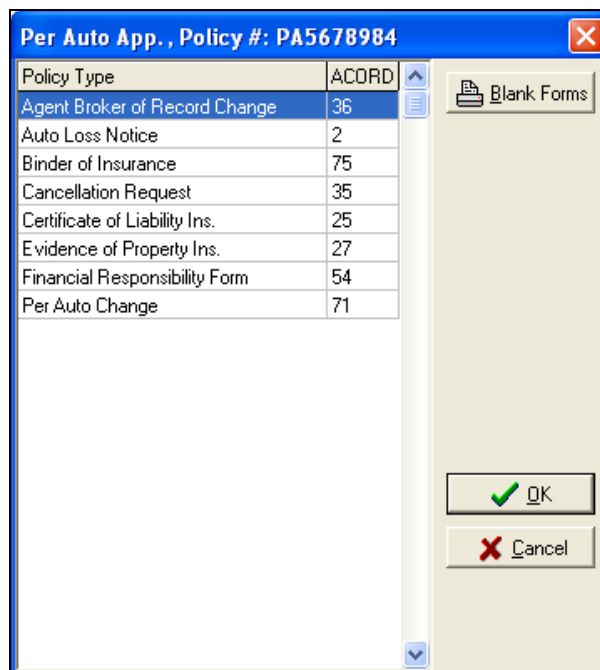 Per Auto App., Policy #: PA5678984
Policy Type ACORD
Agent Broker of Record Change 36
Auto Loss Notice 2
Binder of Insurance 75
Cancellation Request 35
Certificate of Liability Ins. 25
Evidence of Property Ins. 27
Financial Responsibility Form 54
Per Auto Change 71
Blank Forms
OK
Cancel